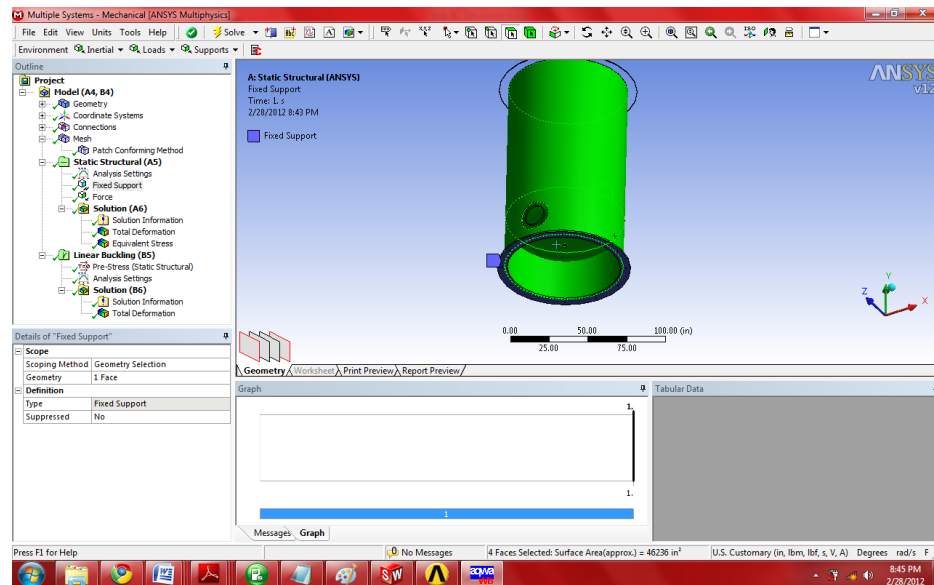 Multiple Systems - Mechanical [ANSYS Multiphysics]
File Edit View Units Tools Help Solve
Environment Inertial Loads Supports
Outline
Project
Model (A4, B4)
Geometry
Coordinate Systems
Connections
Mesh
Patch Conforming Method
Static Structural (A5)
Analysis Settings
Fixed Support
Force
Solution (A6)
Solution Information
Total Deformation
Equivalent Stress
Linear Buckling (B5)
Pre-Stress (Static Structural)
Analysis Settings
Solution (B6)
Solution Information
Total Deformation
A: Static Structural (ANSYS)
Fixed Support
Time: 1. s
2/28/2012 8:43 PM
Fixed Support
ANSYS
v12
Y
Z
X
0.00 50.00 100.00 (in)
25.00 75.00
Geometry Worksheet Print Preview Report Preview
Details of "Fixed Support"
Scope
Scoping Method Geometry Selection
Geometry 1 Face
Definition
Type Fixed Support
Suppressed No
Graph
1.
1.
1
Messages Graph
Tabular Data
Press F1 for Help No Messages 4 Faces Selected: Surface Area(approx.) = 46236 in² U.S. Customary (in, lbm, lbf, s, V, A) Degrees rad/s F
8:45 PM
2/28/2012